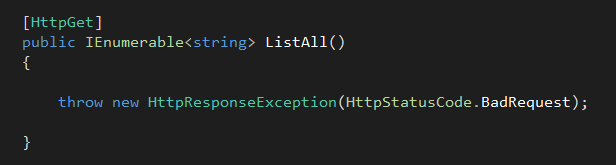 [HttpGet]
public IEnumerable<string> ListAll()
{
throw new HttpResponseException(HttpStatusCode.BadRequest);
}